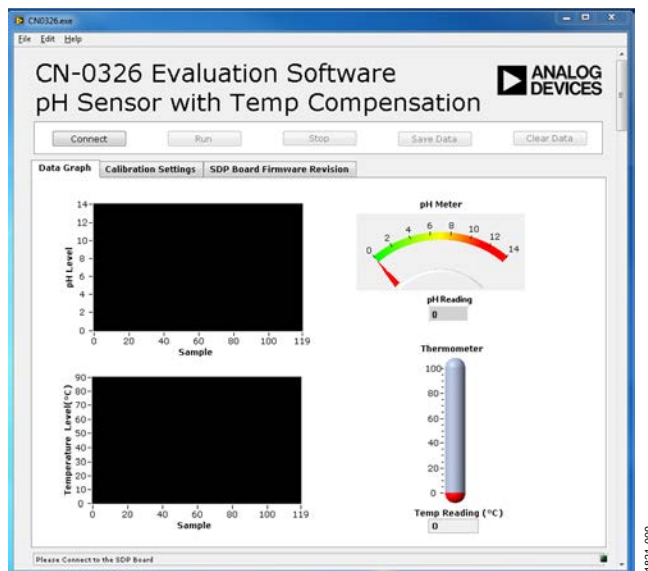 CN0326.exe
File Edit Help
CN-0326 Evaluation Software
pH Sensor with Temp Compensation
ANALOG
DEVICES
Connect Run Stop Save Data Clear Data
Data Graph Calibration Settings SDP Board Firmware Revision
pH Level
14
12
10
8
6
4
2
0
0 20 40 60 80 100 119
Sample
pH Meter
0 2 4 6 8 10 12 14
pH Reading
0
Temperature Level(°C)
90
80
70
60
50
40
30
20
10
0
0 20 40 60 80 100 119
Sample
Thermometer
100
80
60
40
20
0
Temp Reading (°C)
0
Please Connect to the SDP Board